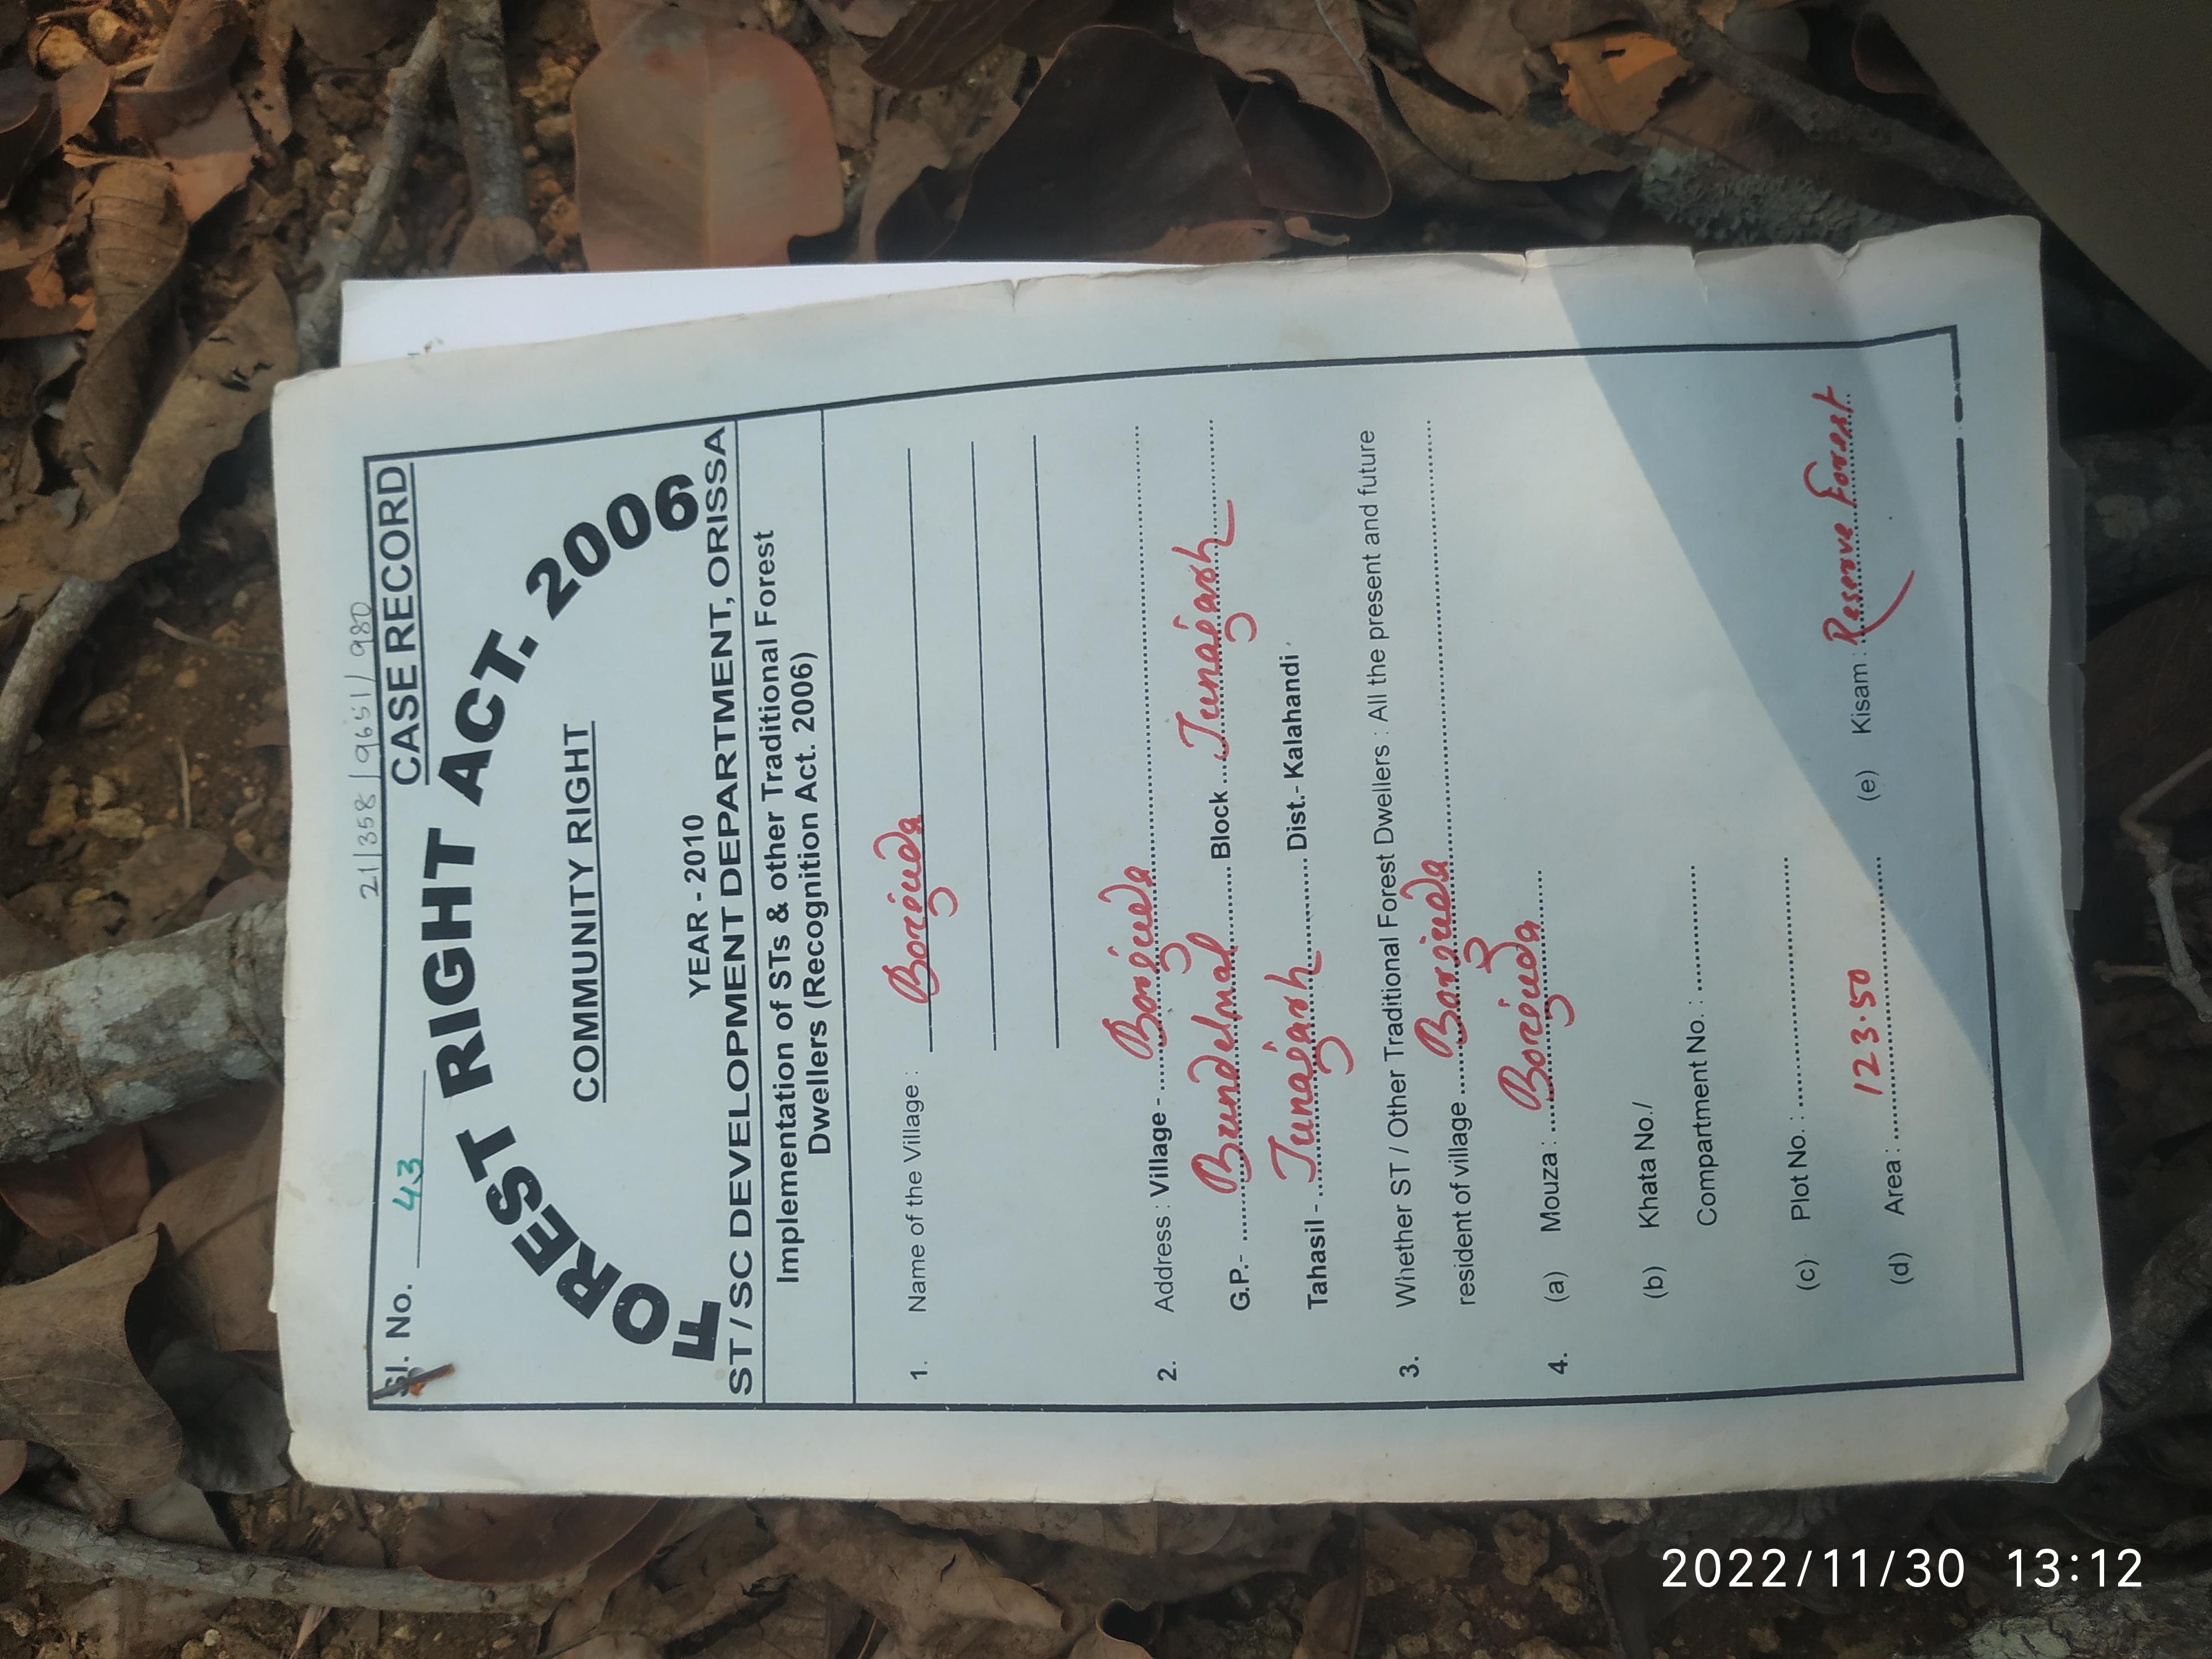 21/358/9651/980
Sl. No. 43 CASE RECORD
FOREST RIGHT ACT. 2006
COMMUNITY RIGHT
YEAR - 2010
ST / SC DEVELOPMENT DEPARTMENT, ORISSA
Implementation of STs & other Traditional Forest
Dwellers (Recognition Act. 2006)
1. Name of the Village : Borguda
2. Address : Village - Borguda
G.P.- Bundelmal Block Junagarh
Tahasil - Junagarh Dist.- Kalahandi
3. Whether ST / Other Traditional Forest Dwellers : All the present and future
resident of village Borguda
4. (a) Mouza : Borguda
(b) Khata No./
Compartment No. :
(c) Plot No. :
(d) Area : 123.50 (e) Kisam : Reserve Forest
2022/11/30 13:12